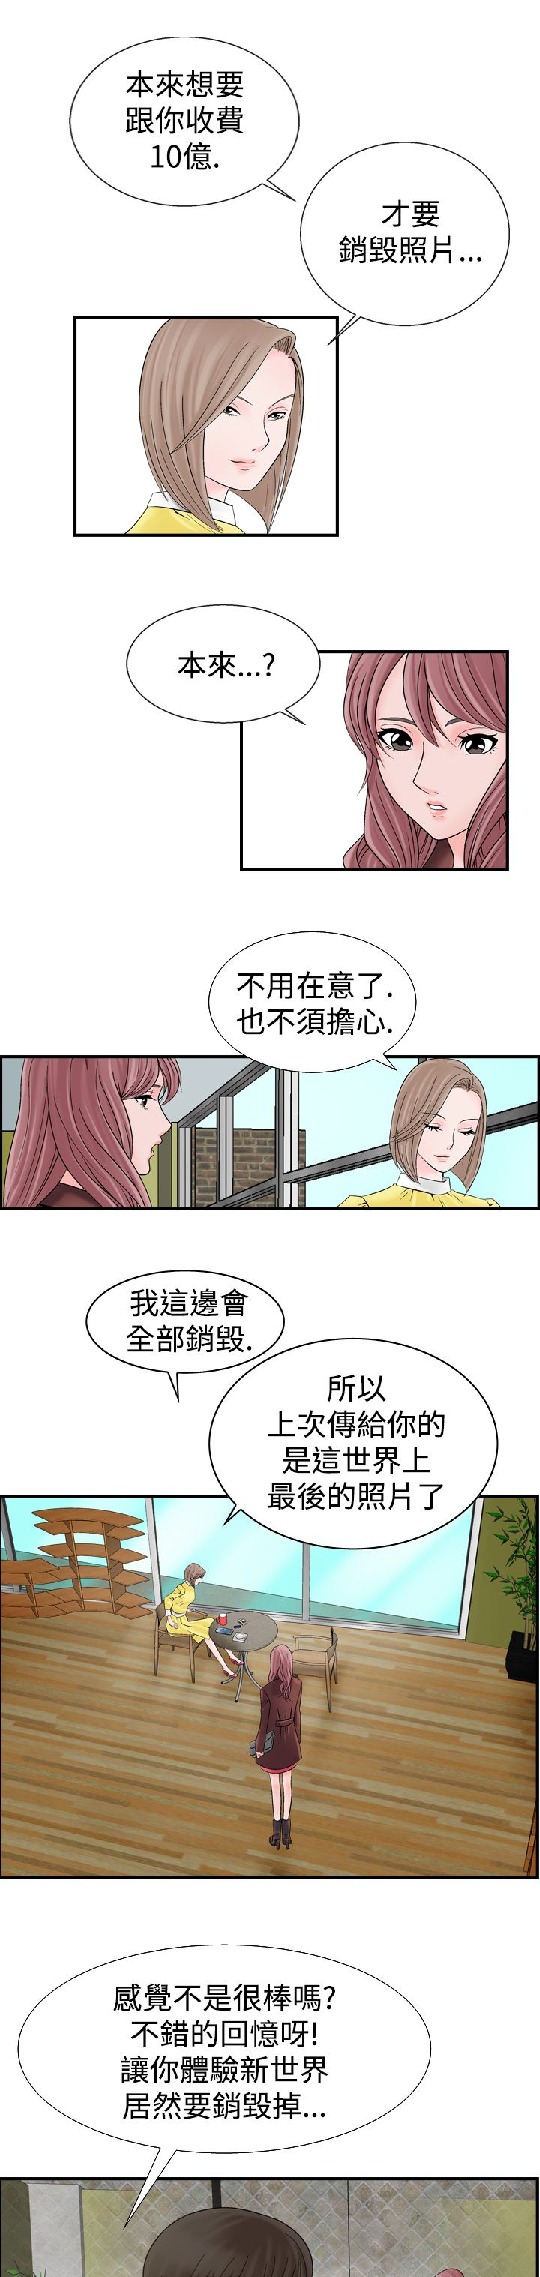 本來想要
跟你收費
10億.
才要
銷毀照片...
本來...?
不用在意了.
也不須擔心.
我這邊會
全部銷毀.
所以
上次傳給你的
是這世界上
最後的照片了
感覺不是很棒嗎?
不錯的回憶呀!
讓你體驗新世界
居然要銷毀掉...